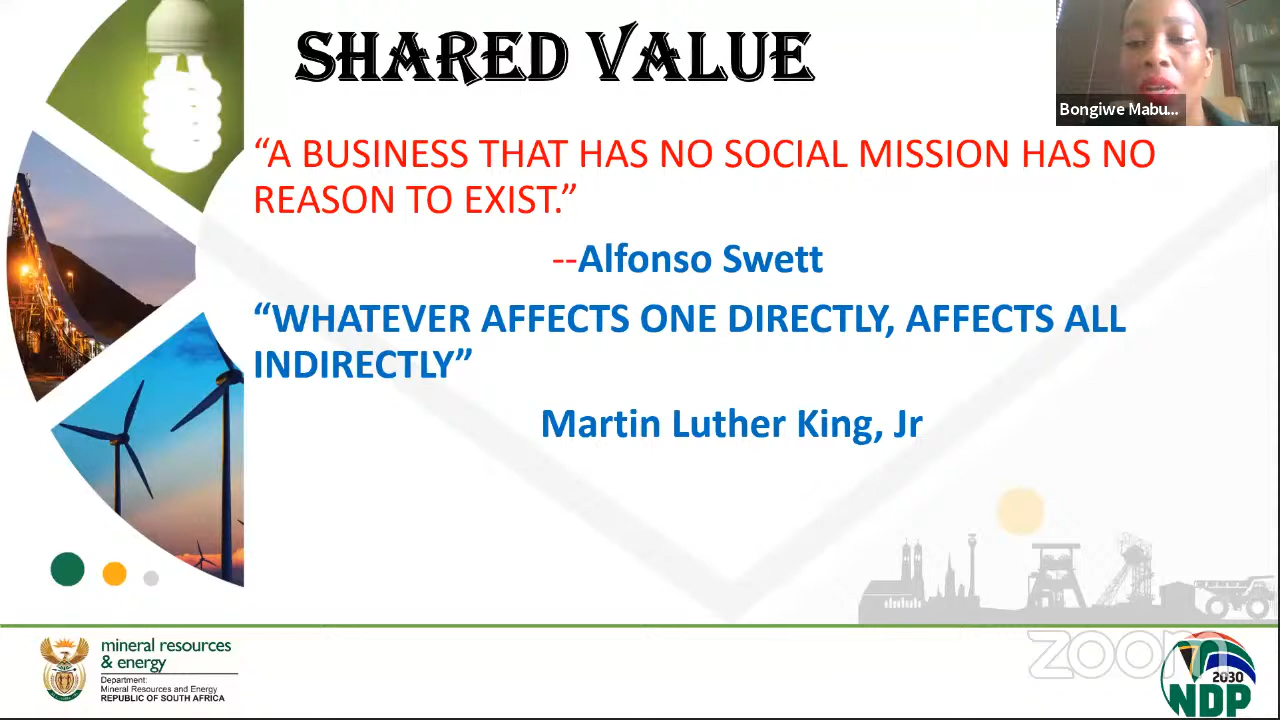 SHARED VALUE
Bongiwe Mabu...
“A BUSINESS THAT HAS NO SOCIAL MISSION HAS NO
REASON TO EXIST.”
--Alfonso Swett
“WHATEVER AFFECTS ONE DIRECTLY, AFFECTS ALL
INDIRECTLY”
Martin Luther King, Jr
mineral resources
& energy
Department:
Mineral Resources and Energy
REPUBLIC OF SOUTH AFRICA
zoom
2030
NDP